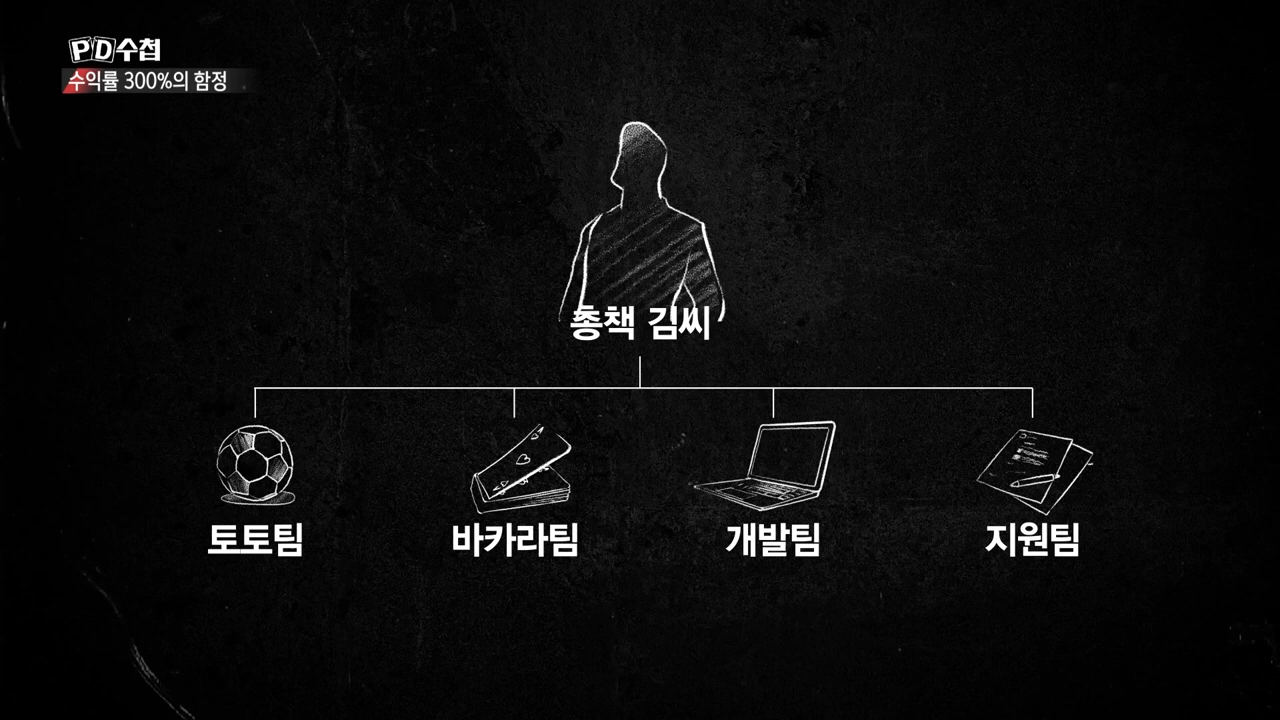 PD수첩
수익률 300%의 함정
총책 김씨
토토팀
바카라팀
개발팀
지원팀